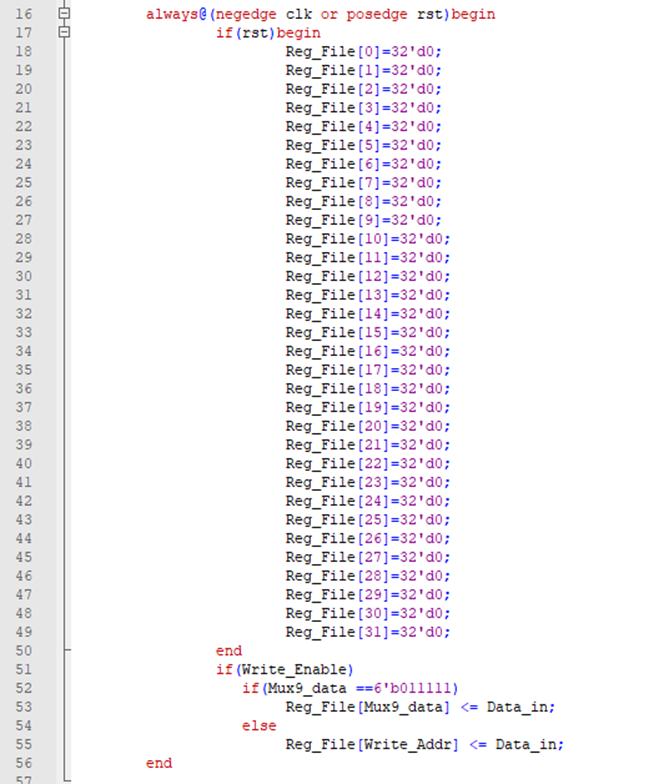 16 always@(negedge clk or posedge rst)begin
17 if(rst)begin
18 Reg_File[0]=32'd0;
19 Reg_File[1]=32'd0;
20 Reg_File[2]=32'd0;
21 Reg_File[3]=32'd0;
22 Reg_File[4]=32'd0;
23 Reg_File[5]=32'd0;
24 Reg_File[6]=32'd0;
25 Reg_File[7]=32'd0;
26 Reg_File[8]=32'd0;
27 Reg_File[9]=32'd0;
28 Reg_File[10]=32'd0;
29 Reg_File[11]=32'd0;
30 Reg_File[12]=32'd0;
31 Reg_File[13]=32'd0;
32 Reg_File[14]=32'd0;
33 Reg_File[15]=32'd0;
34 Reg_File[16]=32'd0;
35 Reg_File[17]=32'd0;
36 Reg_File[18]=32'd0;
37 Reg_File[19]=32'd0;
38 Reg_File[20]=32'd0;
39 Reg_File[21]=32'd0;
40 Reg_File[22]=32'd0;
41 Reg_File[23]=32'd0;
42 Reg_File[24]=32'd0;
43 Reg_File[25]=32'd0;
44 Reg_File[26]=32'd0;
45 Reg_File[27]=32'd0;
46 Reg_File[28]=32'd0;
47 Reg_File[29]=32'd0;
48 Reg_File[30]=32'd0;
49 Reg_File[31]=32'd0;
50 end
51 if(Write_Enable)
52 if(Mux9_data ==6'b011111)
53 Reg_File[Mux9_data] <= Data_in;
54 else
55 Reg_File[Write_Addr] <= Data_in;
56 end
57